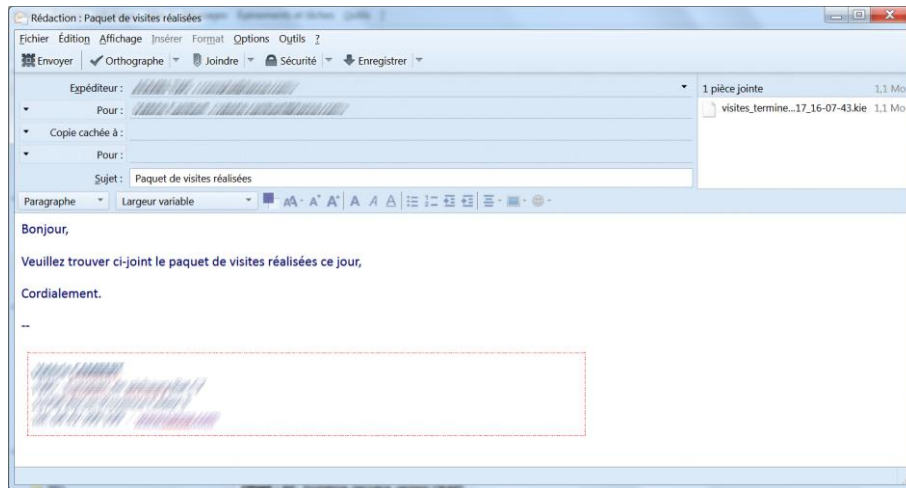 Rédaction : Paquet de visites réalisées
Fichier Édition Affichage Insérer Format Options Outils ?
Envoyer Orthographe Joindre Sécurité Enregistrer
Expéditeur :
Pour :
Copie cachée à :
Pour :
Sujet : Paquet de visites réalisées
1 pièce jointe 1,1 Mo
visites_termine...17_16-07-43.kie 1,1 Mo
Paragraphe Largeur variable
Bonjour,
Veuillez trouver ci-joint le paquet de visites réalisées ce jour,
Cordialement.
--